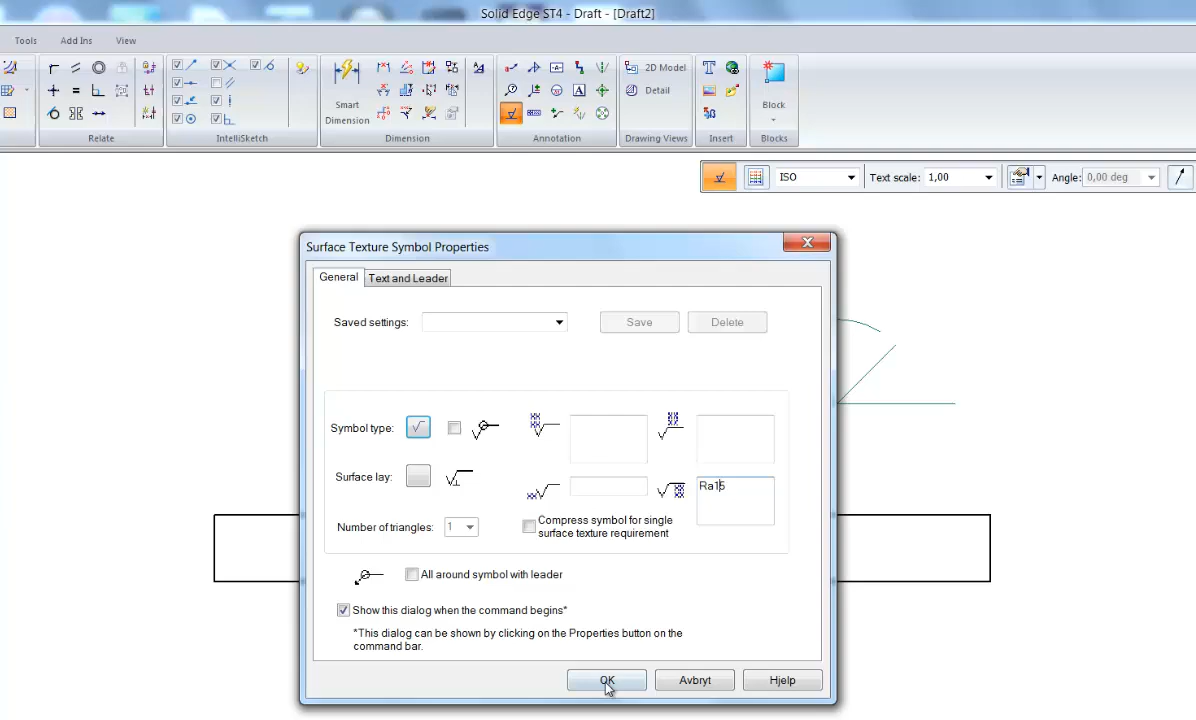 Solid Edge ST4 - Draft - [Draft2]
Tools Add Ins View
2D Model
Detail
Smart
Dimension
Block
Relate IntelliSketch Dimension Annotation Drawing Views Insert Blocks
ISO Text scale: 1,00 Angle: 0,00 deg
Surface Texture Symbol Properties
General Text and Leader
Saved settings: Save Delete
Symbol type:
Surface lay:
Ra15
Number of triangles: 1 Compress symbol for single
surface texture requirement
All around symbol with leader
Show this dialog when the command begins*
*This dialog can be shown by clicking on the Properties button on the
command bar.
OK Avbryt Hjelp